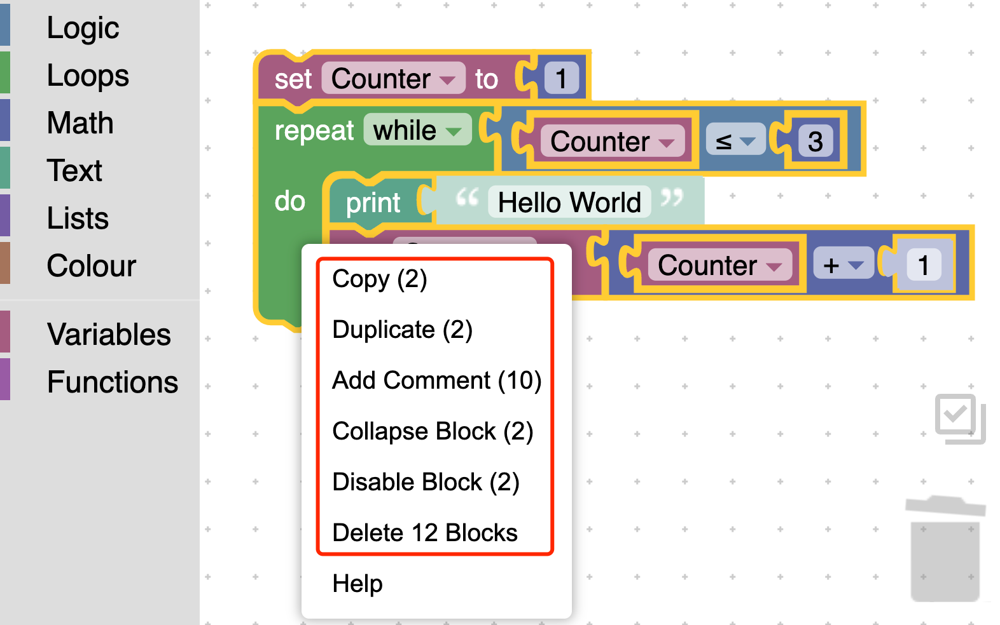 Logic
Loops
Math
Text
Lists
Colour
Variables
Functions
set Counter to 1
repeat while Counter ≤ 3
do print “ Hello World ”
Counter + 1
Copy (2)
Duplicate (2)
Add Comment (10)
Collapse Block (2)
Disable Block (2)
Delete 12 Blocks
Help